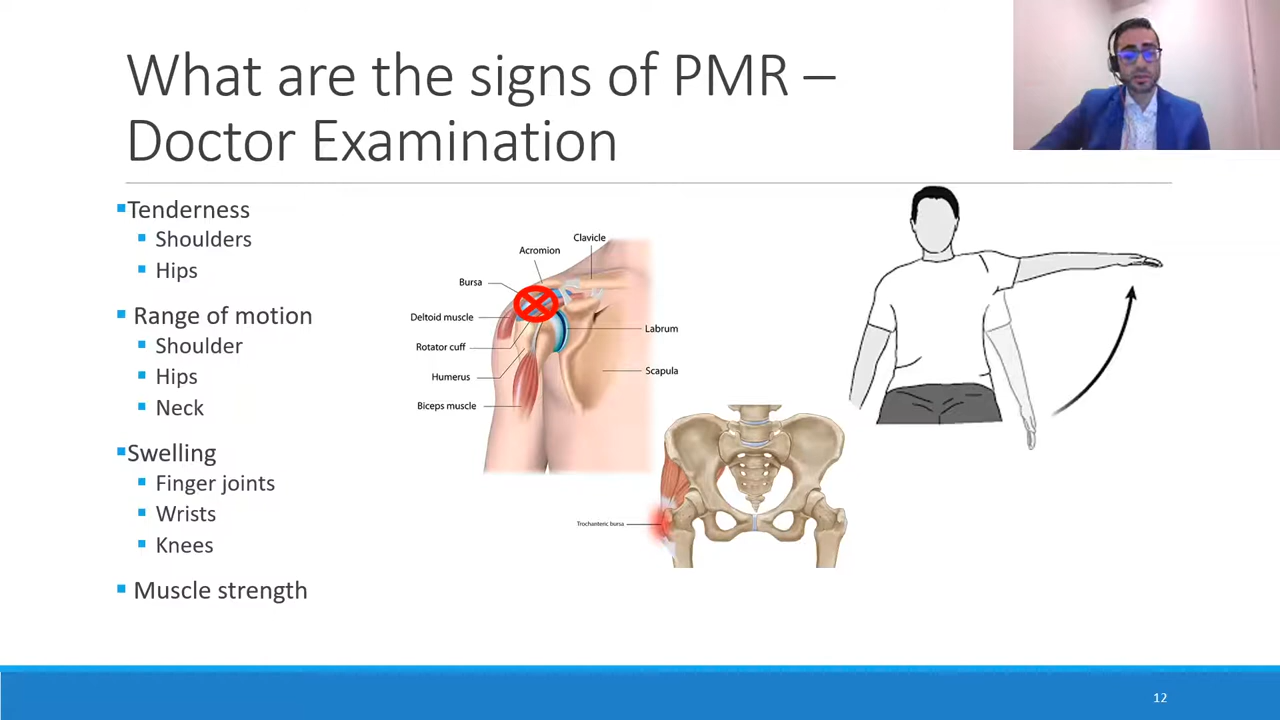 What are the signs of PMR –
Doctor Examination
▪Tenderness
▪ Shoulders
▪ Hips
▪ Range of motion
▪ Shoulder
▪ Hips
▪ Neck
▪Swelling
▪ Finger joints
▪ Wrists
▪ Knees
▪ Muscle strength
Clavicle
Acromion
Bursa
Deltoid muscle
Rotator cuff
Humerus
Biceps muscle
Labrum
Scapula
Trochanteric bursa
12